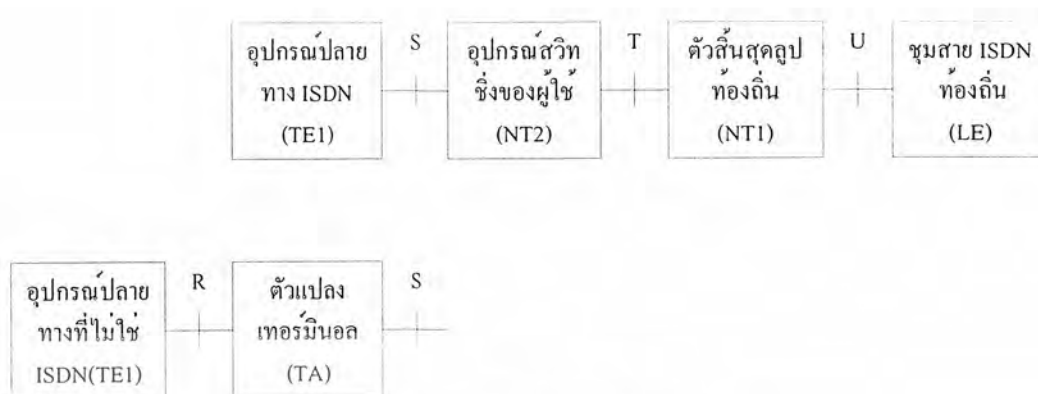 อุปกรณ์ปลาย
ทาง ISDN
(TE1)
S
อุปกรณ์สวิท
ชิ่งของผู้ใช้
(NT2)
T
ตัวสิ้นสุดลูป
ท้องถิ่น
(NT1)
U
ชุมสาย ISDN
ท้องถิ่น
(LE)
อุปกรณ์ปลาย
ทางที่ไม่ใช่
ISDN(TE1)
R
ตัวแปลง
เทอร์มินอล
(TA)
S